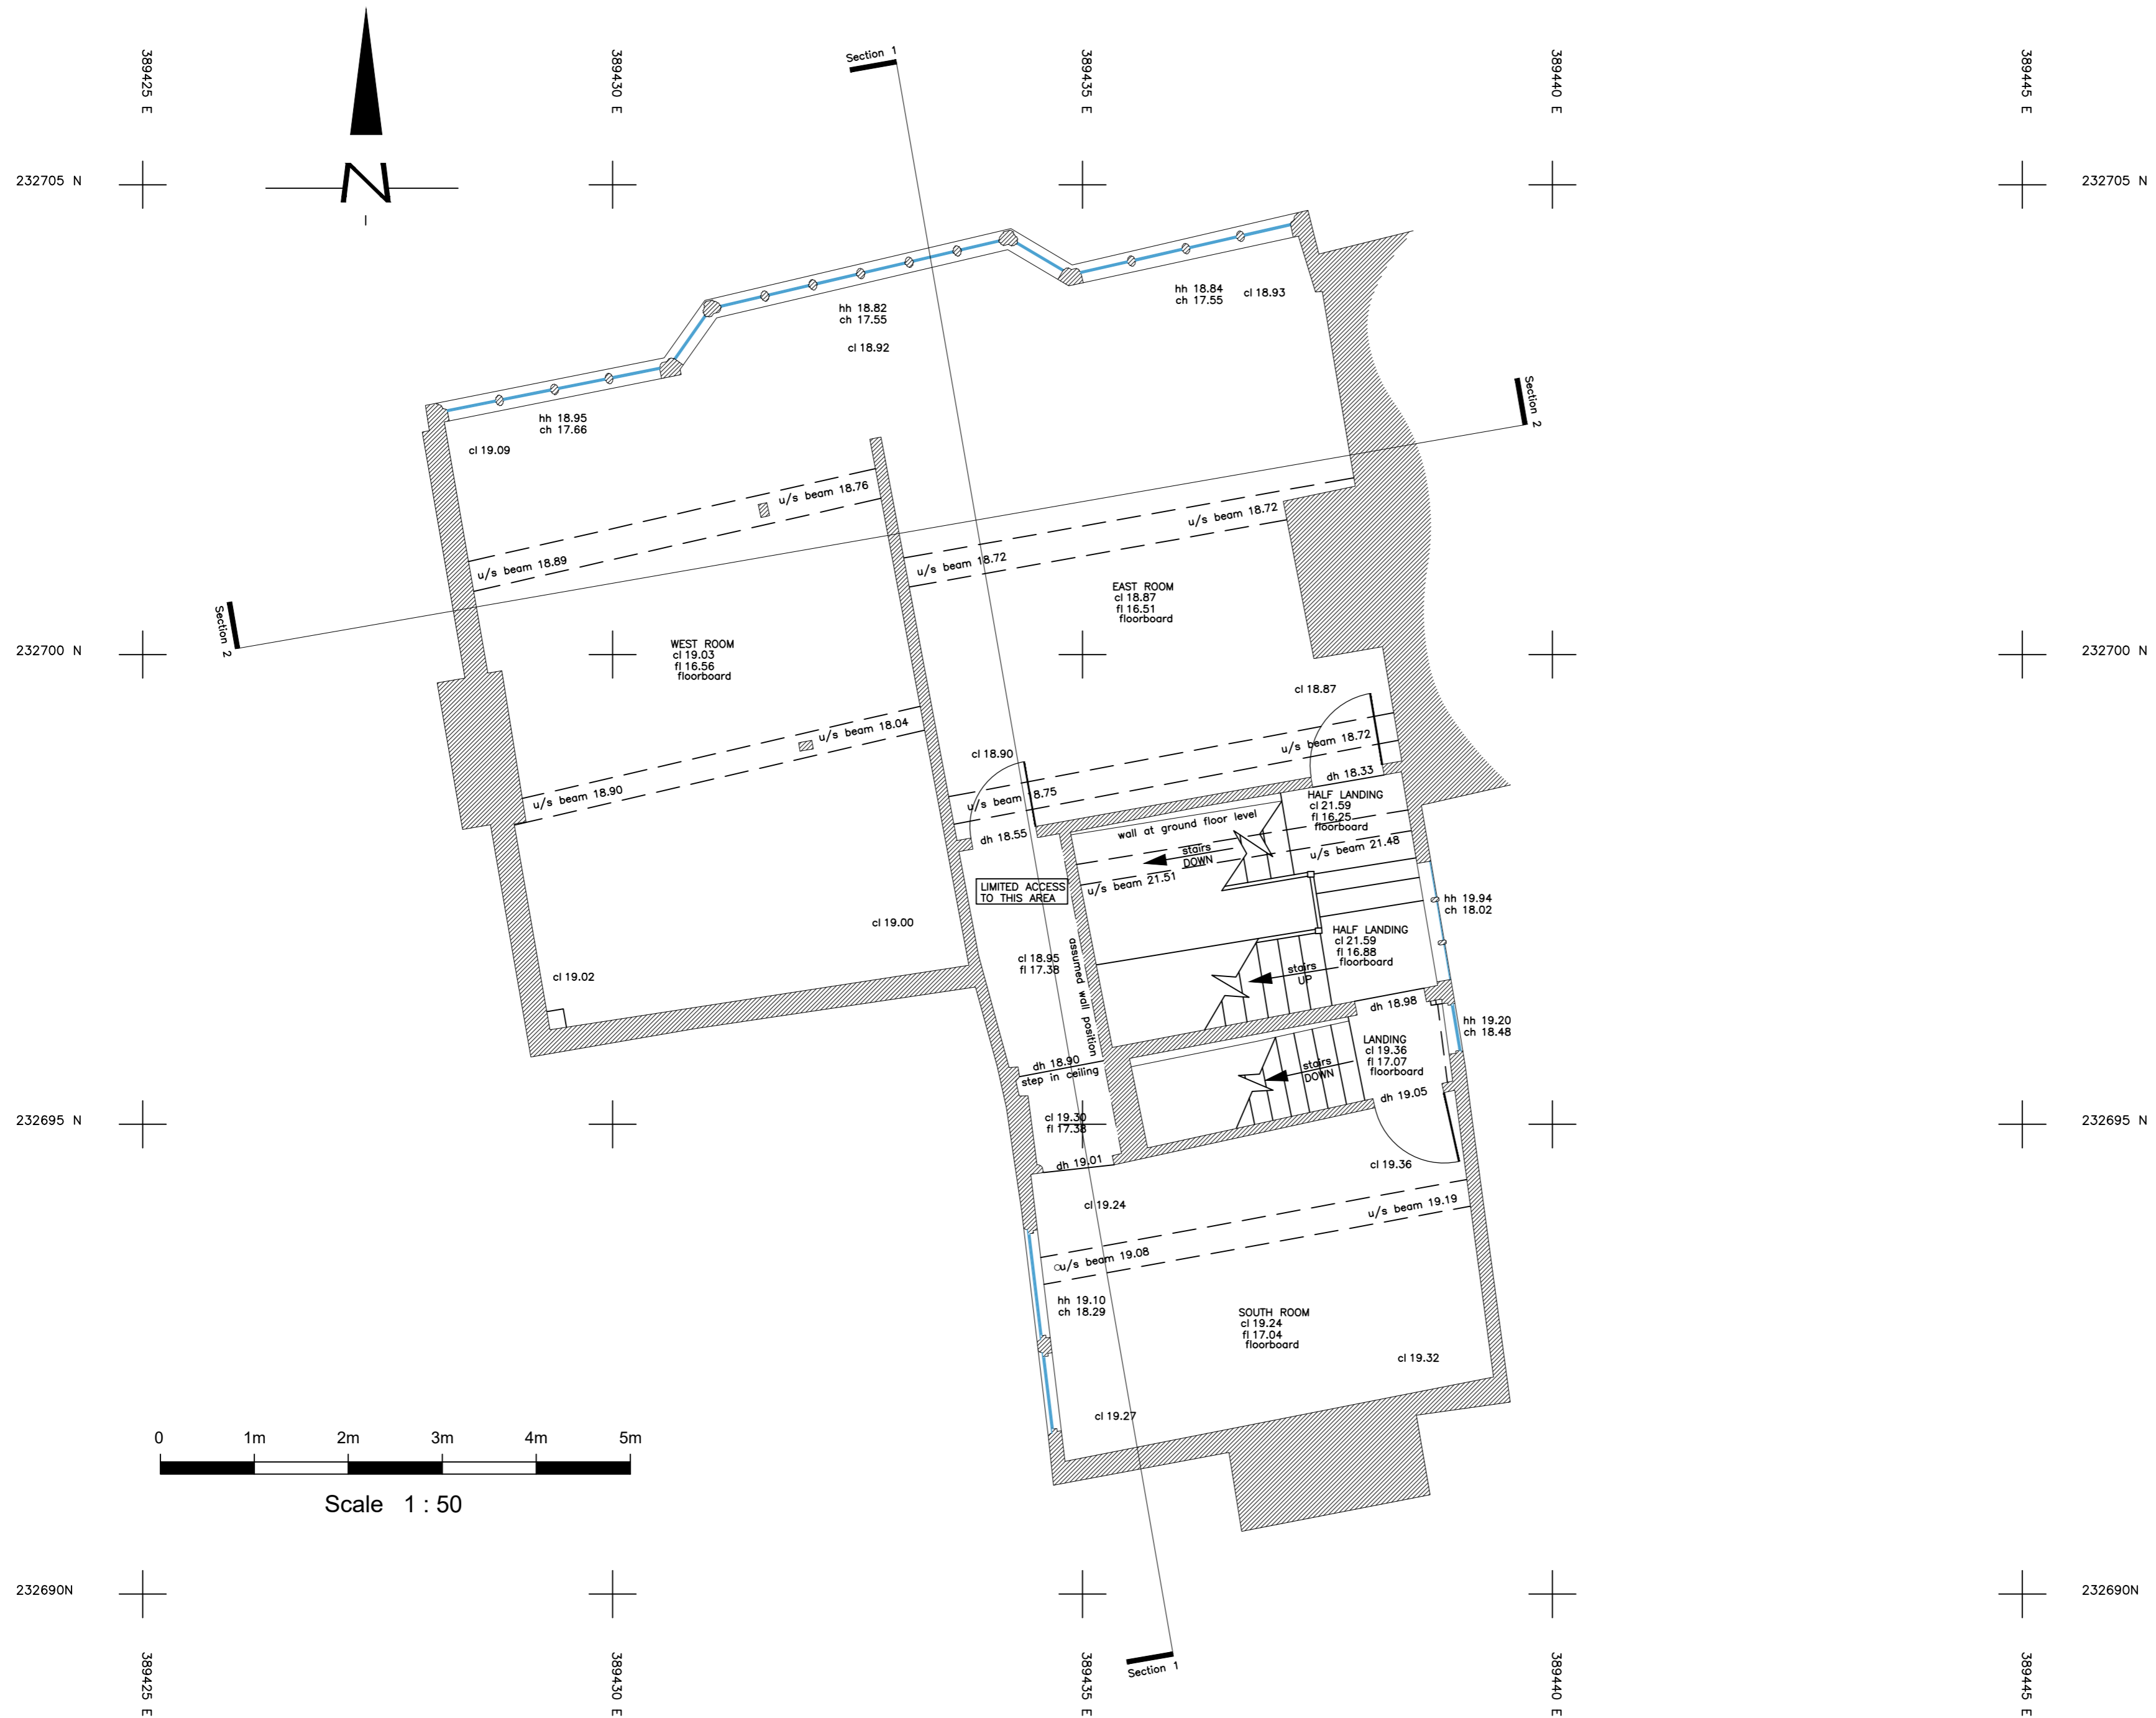 Section 1
389425 E
389430 E
389435 E
389440 E
389445 E
232705 N
N
232705 N
hh 18.84
ch 17.55
cl 18.93
hh 18.82
ch 17.55
cl 18.92
Section 2
hh 18.95
ch 17.66
cl 19.09
u/s beam 18.76
u/s beam 18.72
u/s beam 18.89
u/s beam 18.72
EAST ROOM
cl 18.87
fl 16.51
floorboard
Section 2
232700 N
WEST ROOM
cl 19.03
fl 16.56
floorboard
232700 N
cl 18.87
u/s beam 18.04
u/s beam 18.72
cl 18.90
dh 18.33
u/s beam 18.90
u/s beam 18.75
HALF LANDING
cl 21.59
fl 16.25
floorboard
wall at ground floor level
dh 18.55
stairs
DOWN
u/s beam 21.48
u/s beam 21.51
LIMITED ACCESS
TO THIS AREA
hh 19.94
ch 18.02
cl 19.00
HALF LANDING
cl 21.59
fl 16.88
floorboard
cl 18.95
fl 17.38
assumed wall position
stairs
UP
cl 19.02
dh 18.98
hh 19.20
ch 18.48
LANDING
cl 19.36
fl 17.07
floorboard
dh 18.90
step in ceiling
stairs
DOWN
dh 19.05
232695 N
cl 19.30
fl 17.38
232695 N
dh 19.01
cl 19.36
cl 19.24
u/s beam 19.19
u/s beam 19.08
hh 19.10
ch 18.29
SOUTH ROOM
cl 19.24
fl 17.04
floorboard
cl 19.32
cl 19.27
0 1m 2m 3m 4m 5m
Scale 1 : 50
232690N
232690N
Section 1
389425 E
389430 E
389435 E
389440 E
389445 E